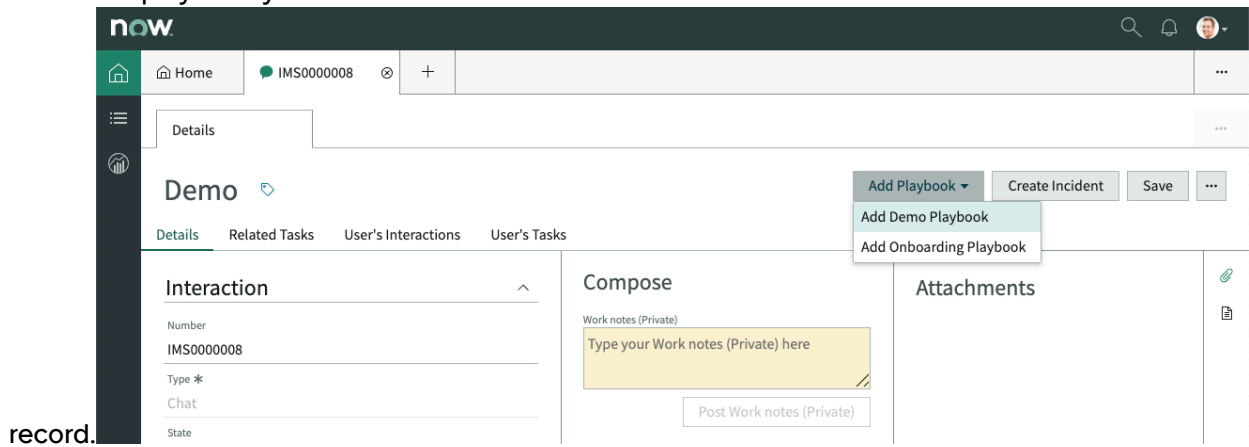 now.
Home
IMS0000008
Details
Demo
Add Playbook
Create Incident
Save
Add Demo Playbook
Add Onboarding Playbook
Details
Related Tasks
User's Interactions
User's Tasks
Interaction
Number
IMS0000008
Type *
Chat
State
Compose
Work notes (Private)
Type your Work notes (Private) here
Post Work notes (Private)
Attachments
record.